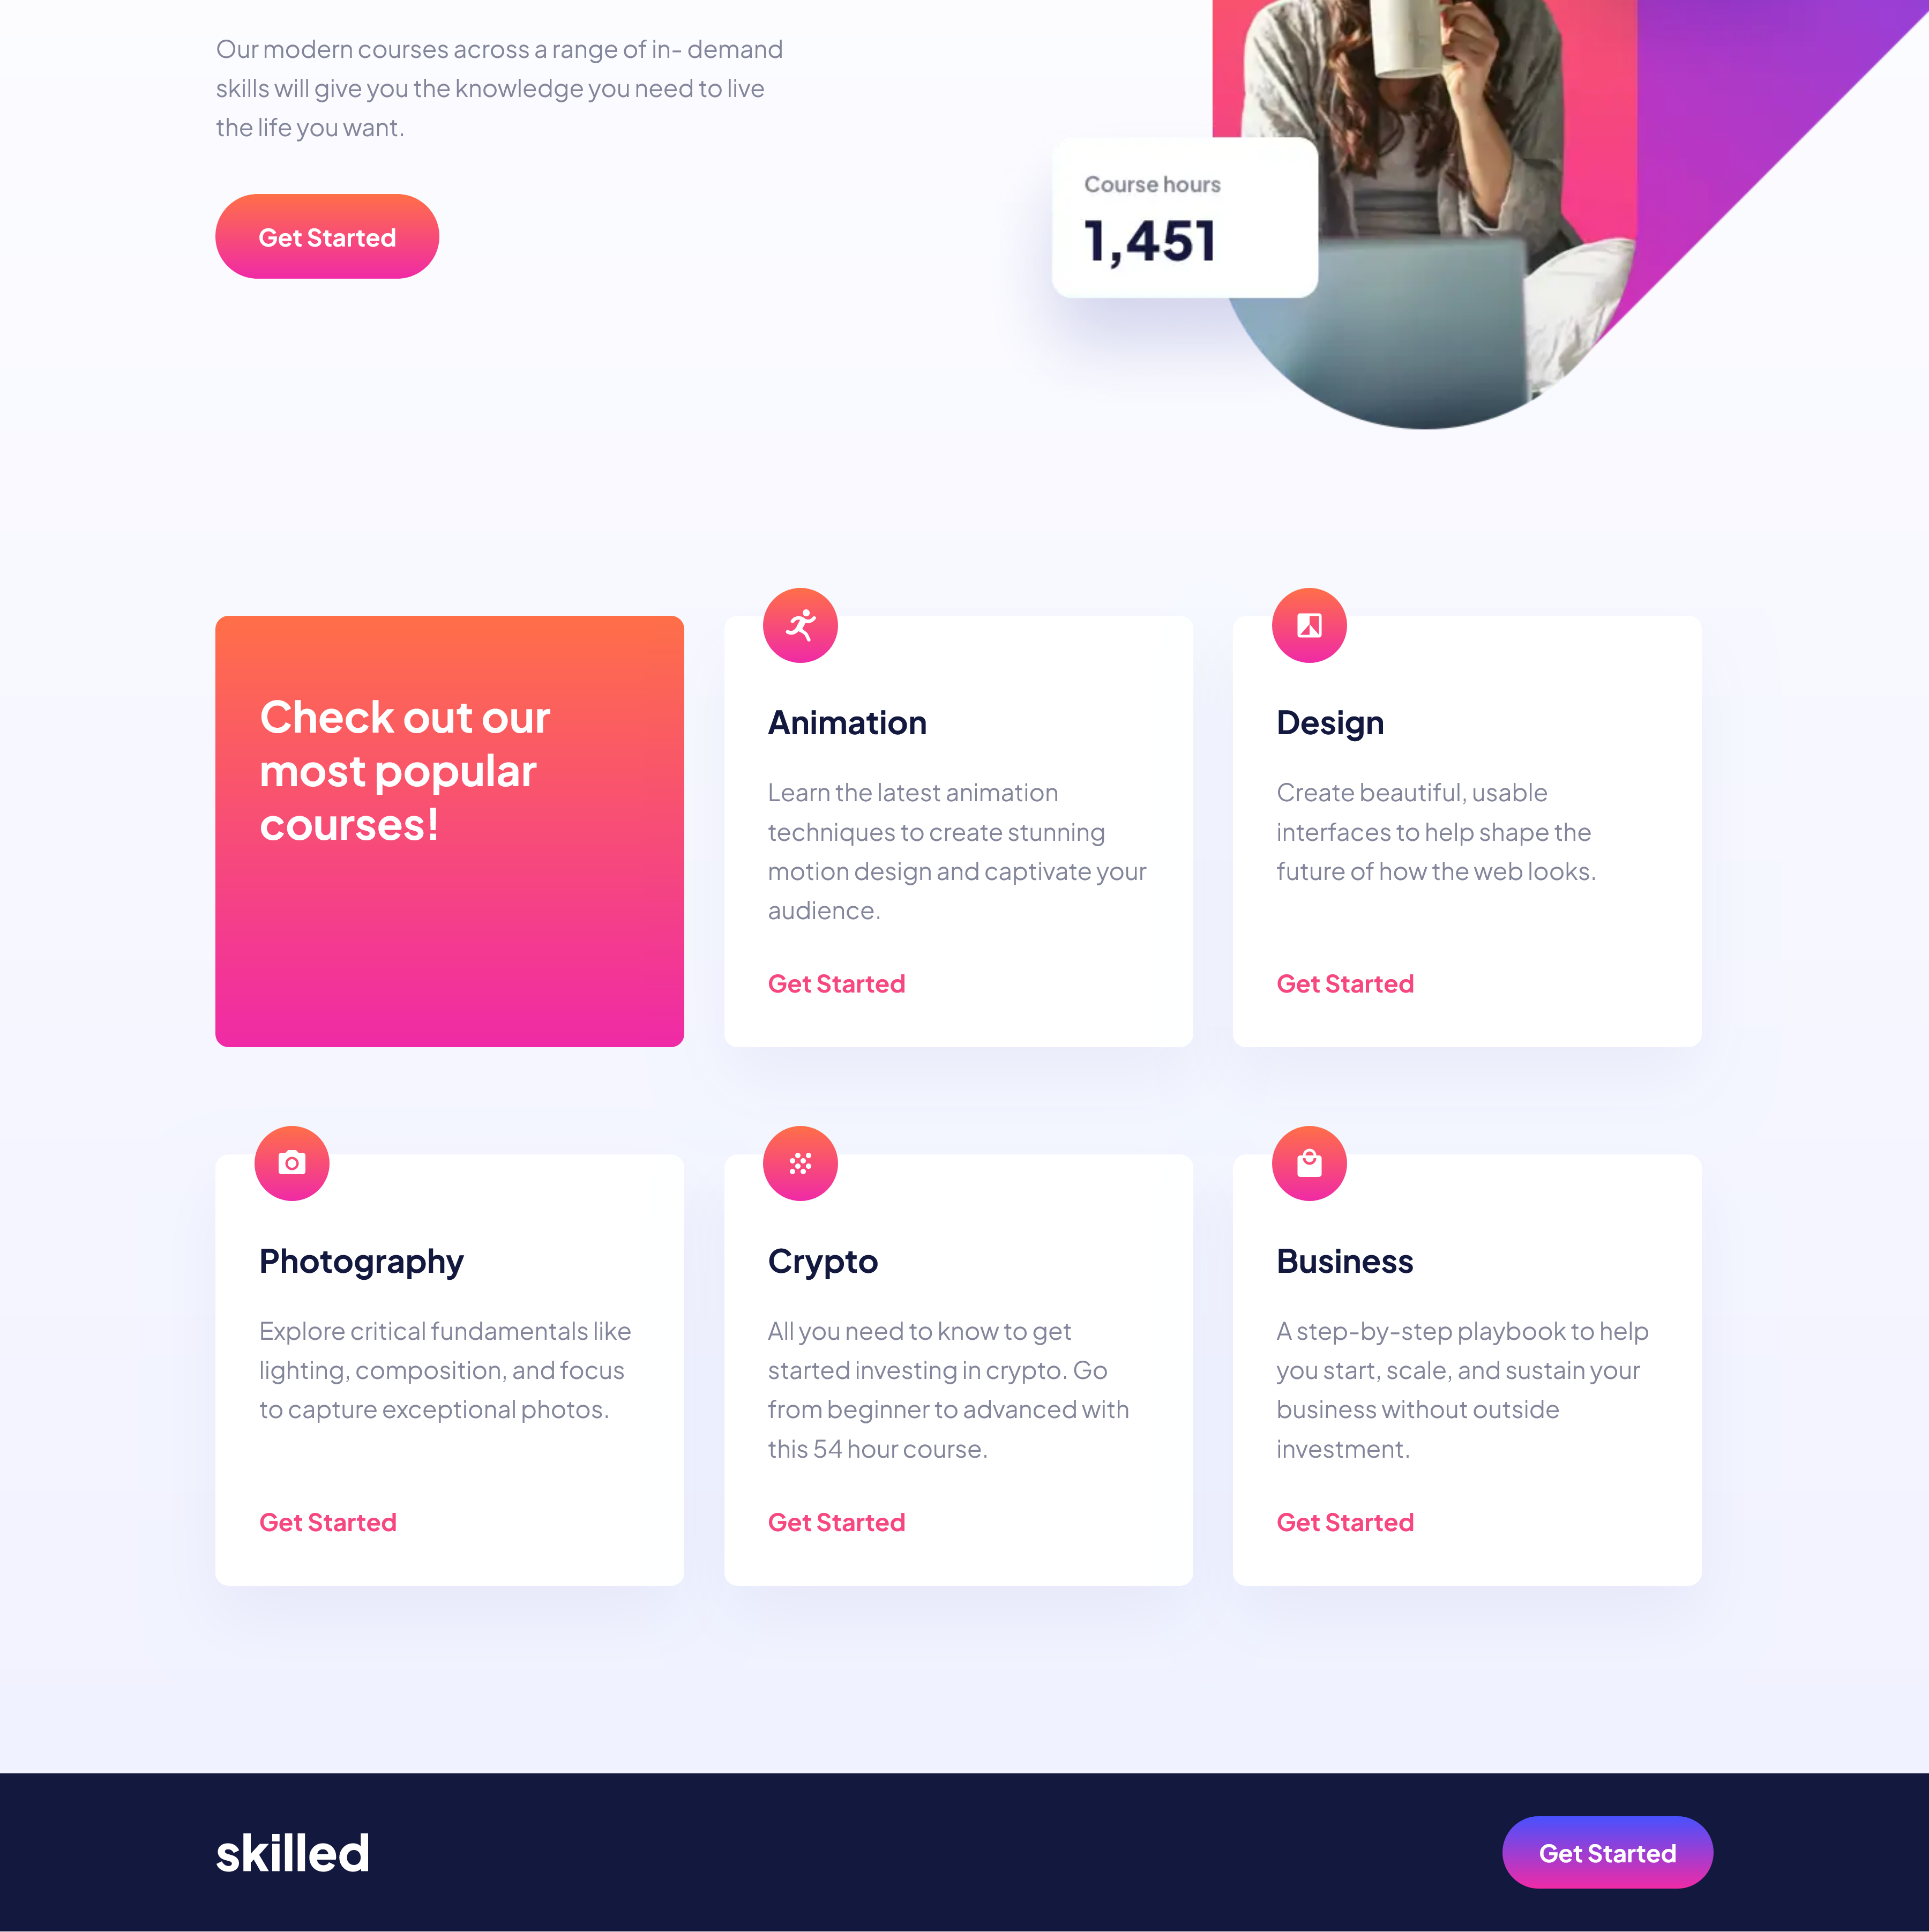 Our modern courses across a range of in- demand
skills will give you the knowledge you need to live
the life you want.
Get Started
Course hours
1,451
Check out our
most popular
courses!
Animation
Learn the latest animation
techniques to create stunning
motion design and captivate your
audience.
Get Started
Design
Create beautiful, usable
interfaces to help shape the
future of how the web looks.
Get Started
Photography
Explore critical fundamentals like
lighting, composition, and focus
to capture exceptional photos.
Get Started
Crypto
All you need to know to get
started investing in crypto. Go
from beginner to advanced with
this 54 hour course.
Get Started
Business
A step-by-step playbook to help
you start, scale, and sustain your
business without outside
investment.
Get Started
skilled
Get Started